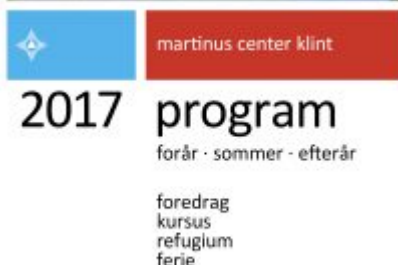 martinus center klint
2017 program
forår · sommer - efterår
foredrag
kursus
refugium
ferie